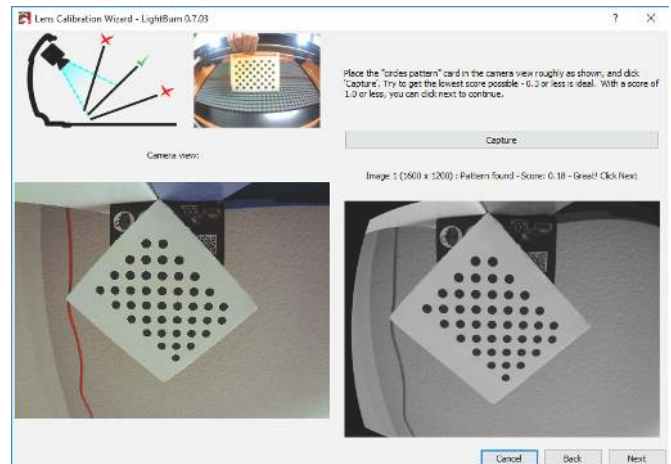 Lens Calibration Wizard - LightBurn 0.7.03
Place the "circles pattern" card in the camera view roughly as shown, and click
'Capture'. Try to get the lowest score possible - 0.3 or less is ideal. With a score of
1.0 or less, you can click next to continue.
Capture
Camera view:
Image 1 (1600 x 1200) : Pattern found - Score: 0.18 - Great! Click Next
Cancel
Back
Next